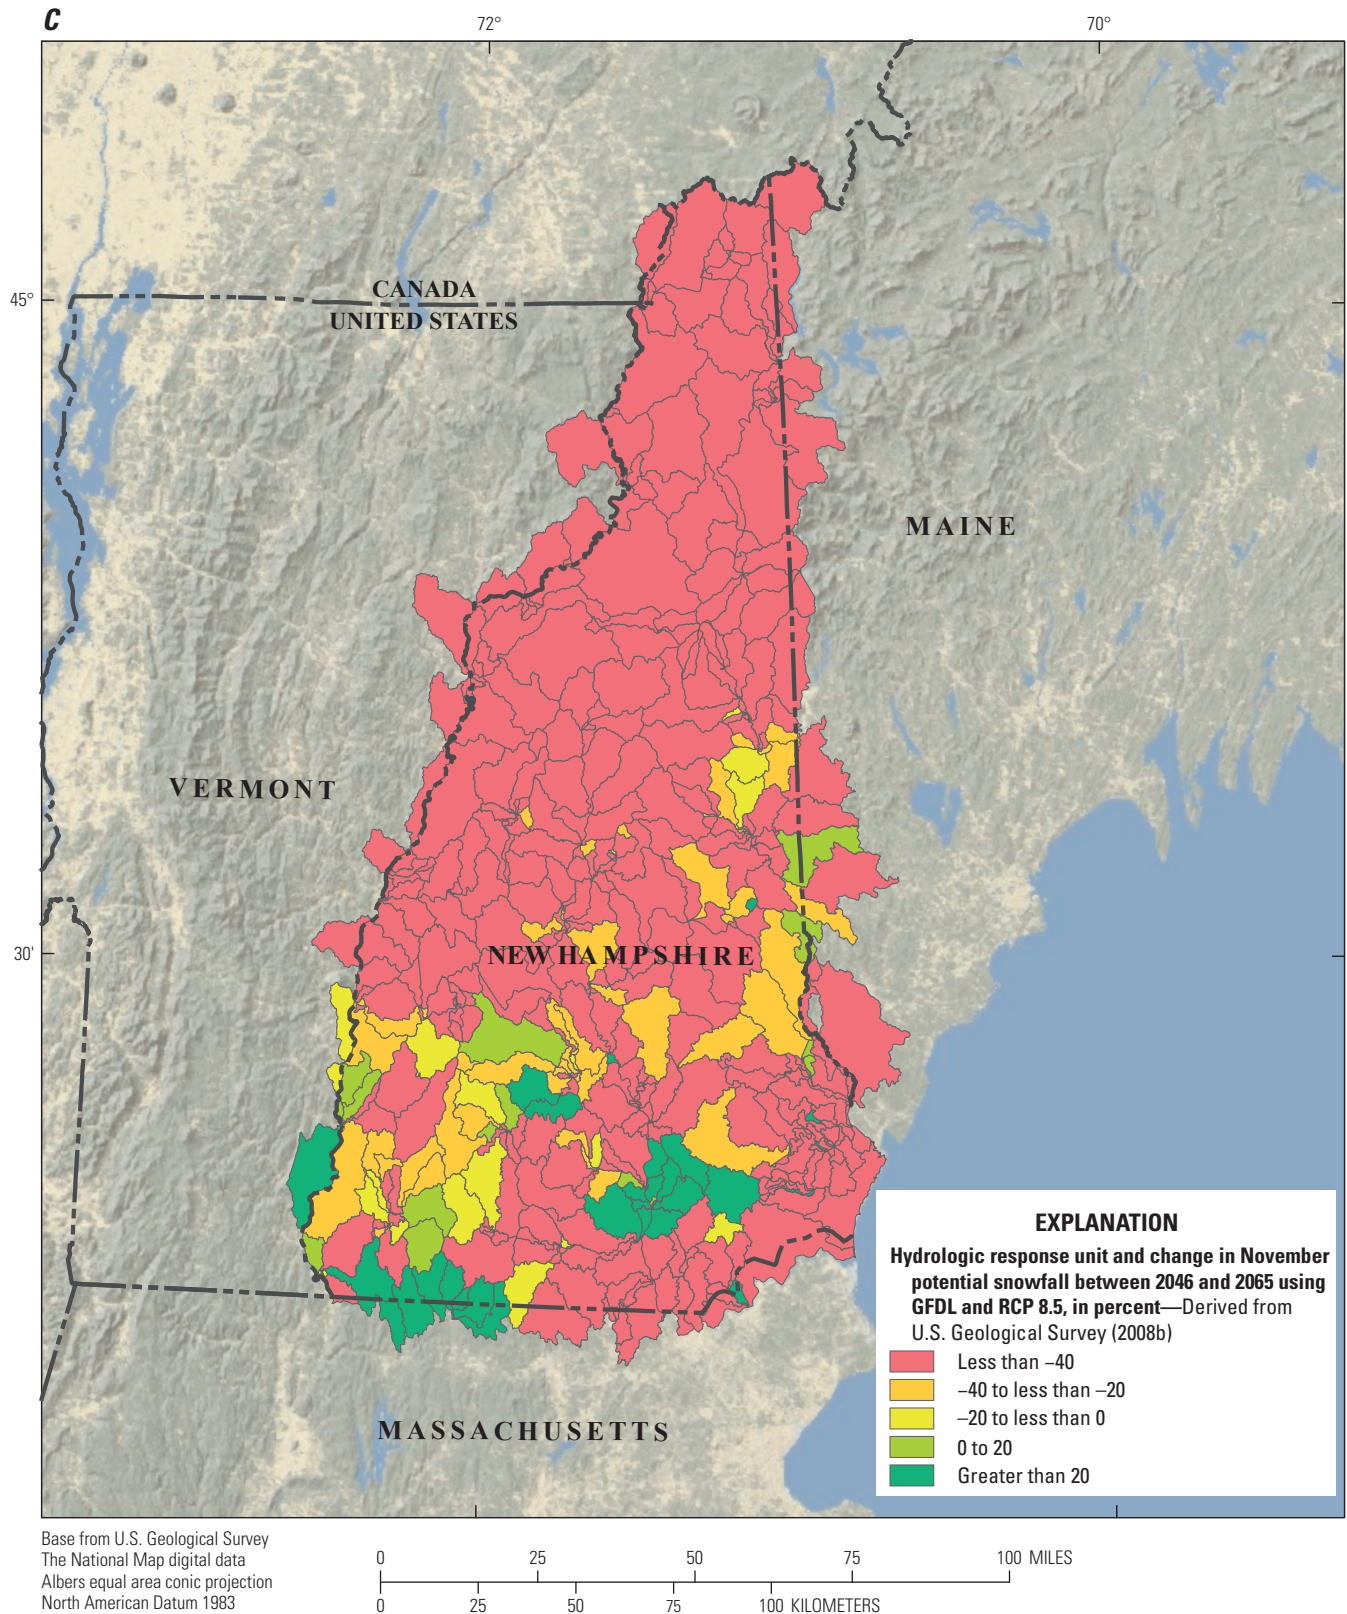 C
72°
70°
45°
CANADA
UNITED STATES
MAINE
VERMONT
30'
NEW HAMPSHIRE
EXPLANATION
Hydrologic response unit and change in November
potential snowfall between 2046 and 2065 using
GFDL and RCP 8.5, in percent—Derived from
U.S. Geological Survey (2008b)
Less than −40
−40 to less than −20
−20 to less than 0
0 to 20
Greater than 20
MASSACHUSETTS
Base from U.S. Geological Survey
The National Map digital data
Albers equal area conic projection
North American Datum 1983
0 25 50 75 100 MILES
0 25 50 75 100 KILOMETERS